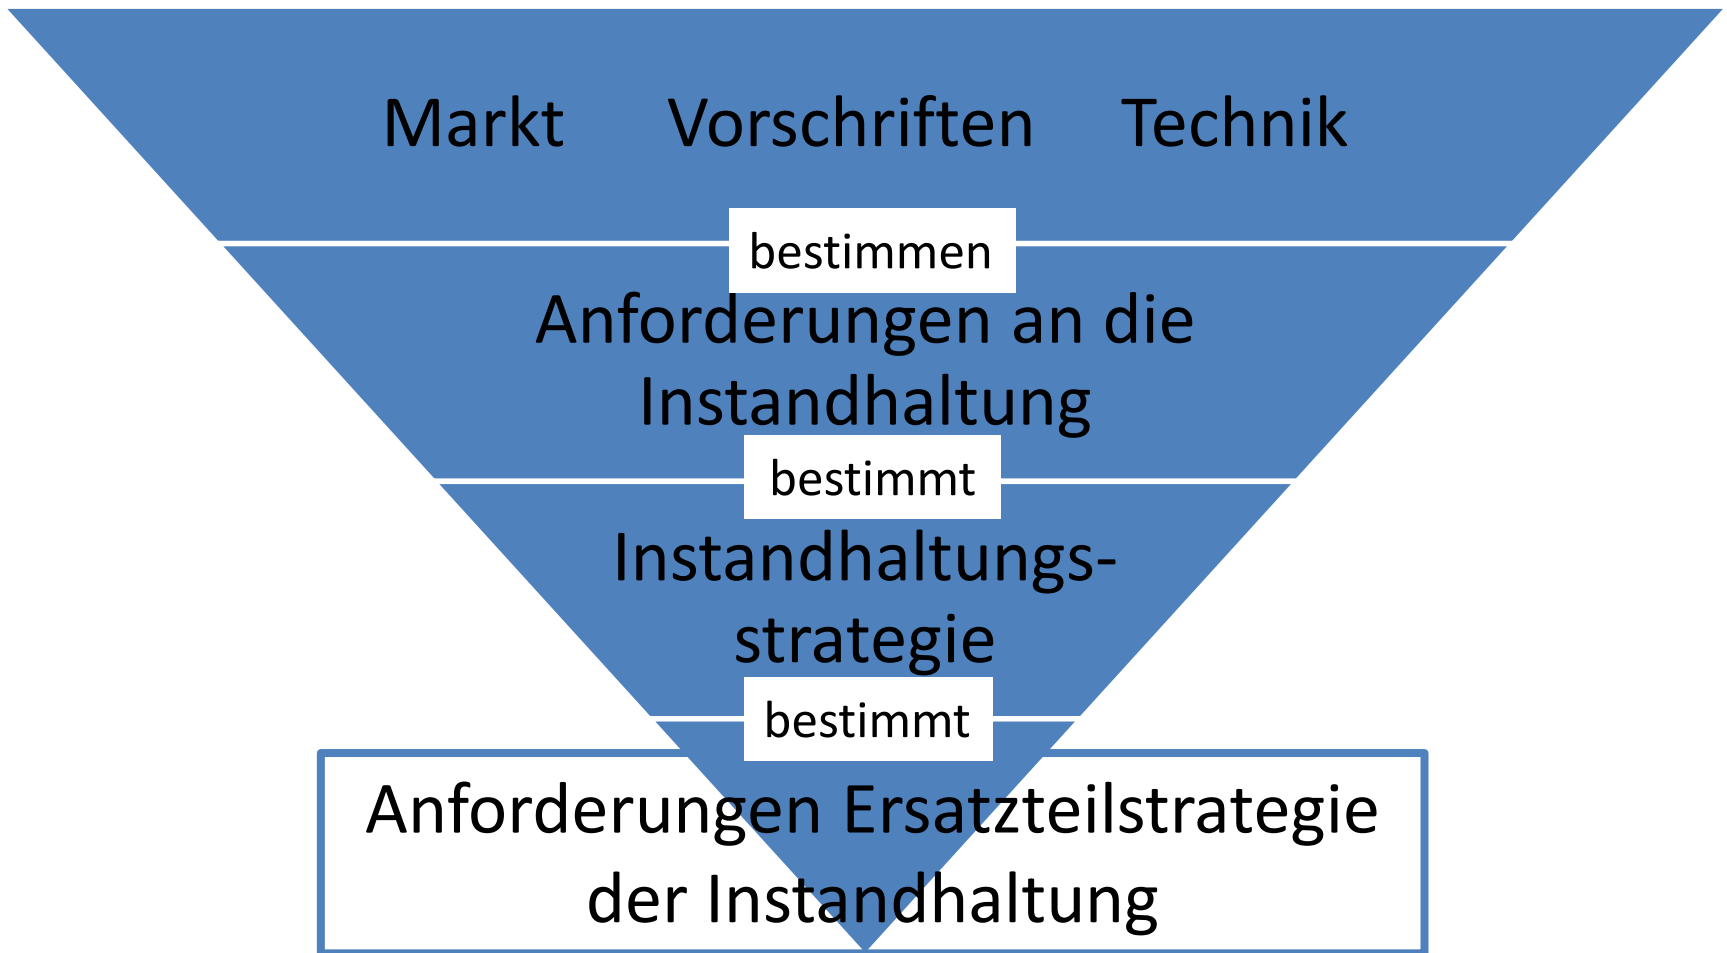 Markt Vorschriften Technik
bestimmen
Anforderungen an die
Instandhaltung
bestimmt
Instandhaltungs-
strategie
bestimmt
Anforderungen Ersatzteilstrategie
der Instandhaltung